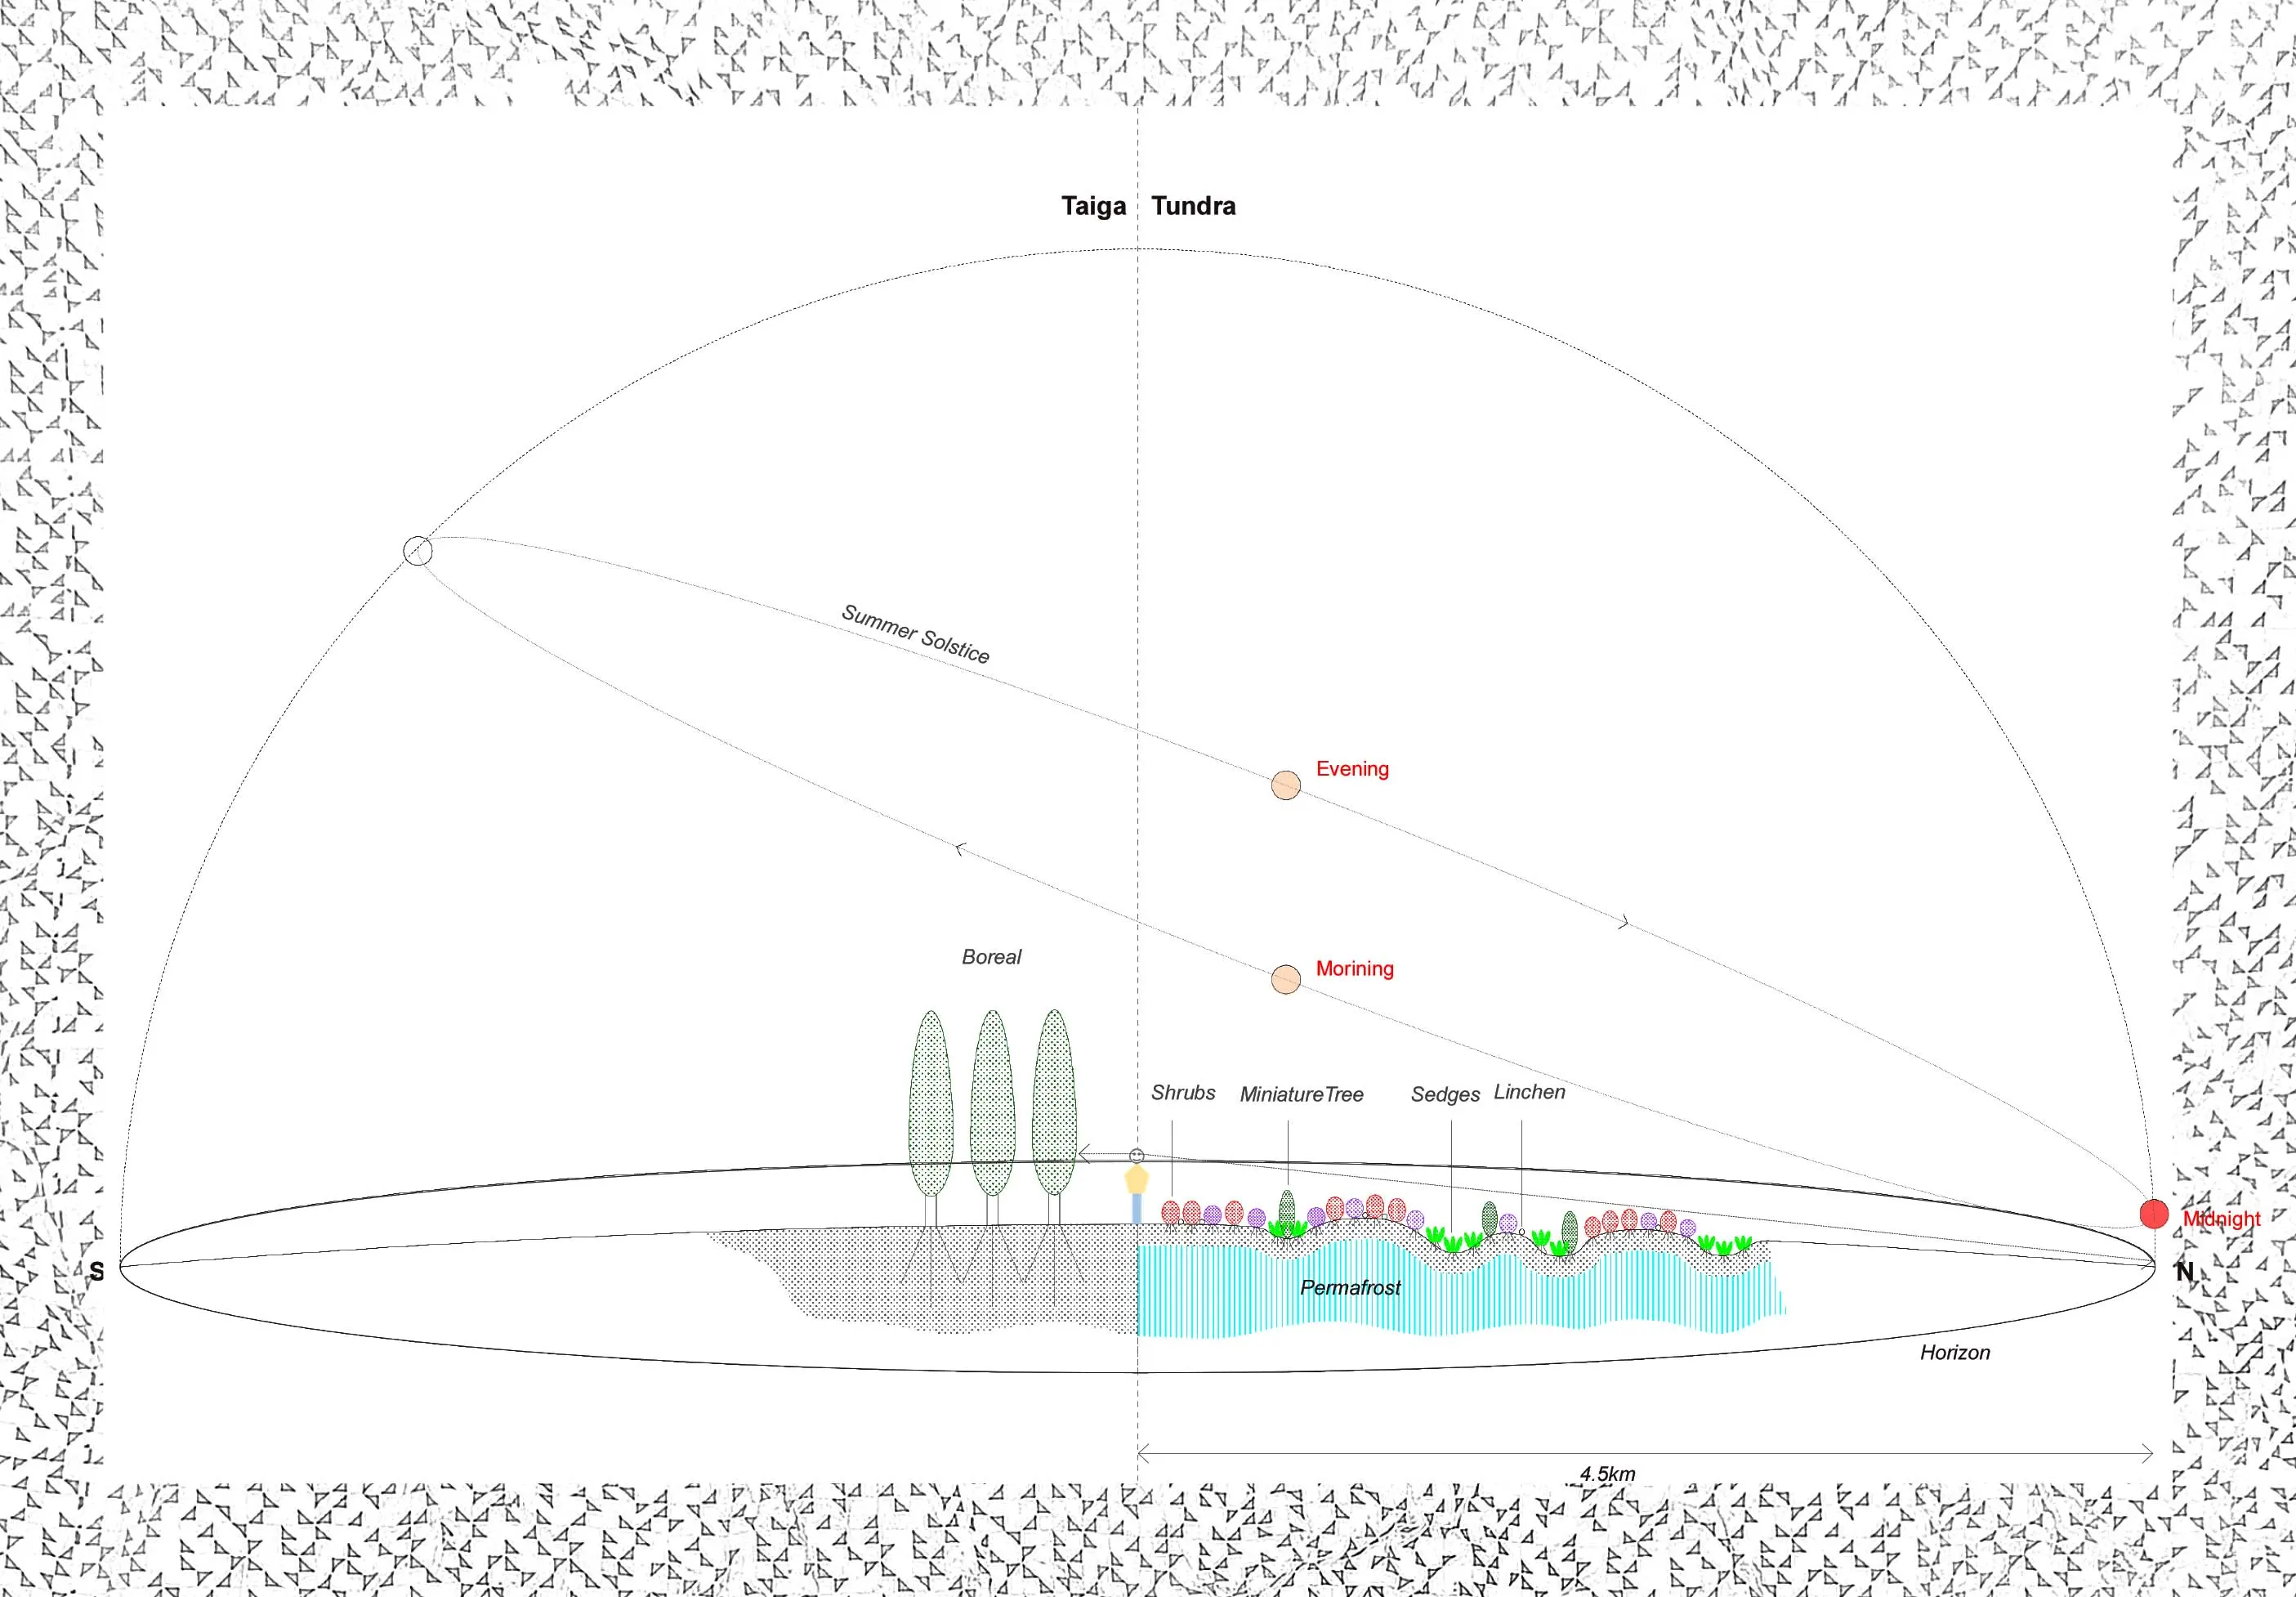 Taiga Tundra
Summer Solstice
Evening
Boreal
Morining
Shrubs MiniatureTree Sedges Linchen
Midnight
S
N
Permafrost
Horizon
4.5km